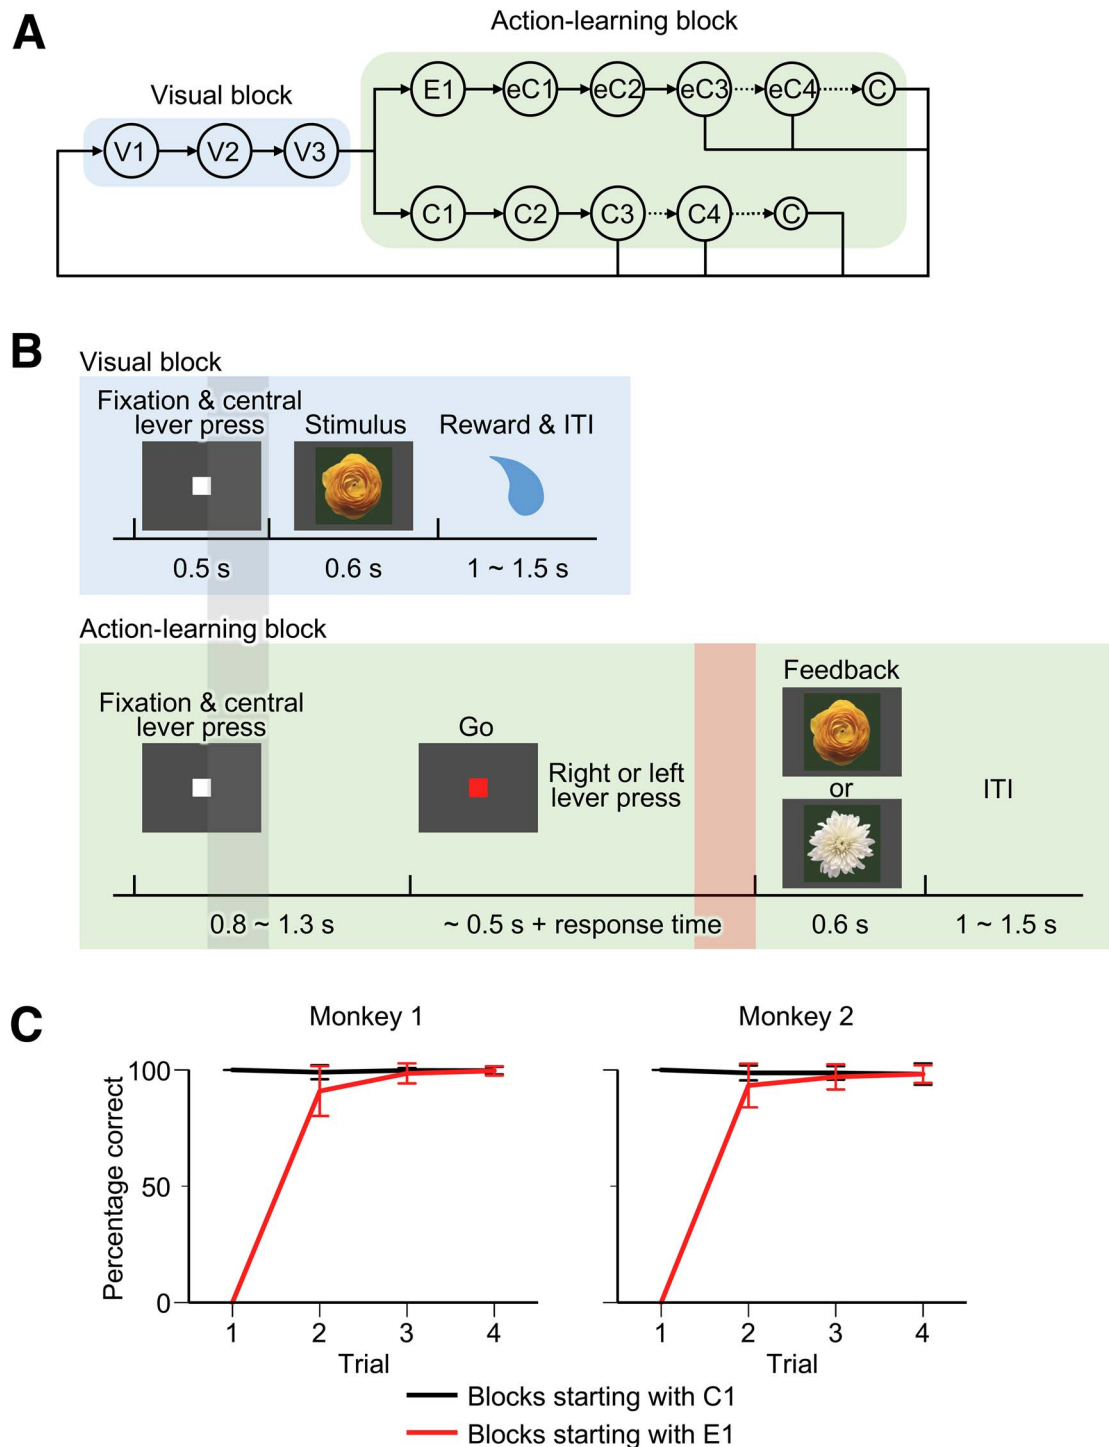 A
Action-learning block
Visual block
E1 eC1 eC2 eC3 eC4 C
V1 V2 V3
C1 C2 C3 C4 C
B
Visual block
Fixation & central
lever press
Stimulus
Reward & ITI
0.5 s
0.6 s
1 ~ 1.5 s
Action-learning block
Fixation & central
lever press
Go
Right or left
lever press
Feedback
or
ITI
0.8 ~ 1.3 s
~ 0.5 s + response time
0.6 s
1 ~ 1.5 s
C
Monkey 1
Monkey 2
Percentage correct
100
50
0
1 2 3 4
Trial
1 2 3 4
Trial
Blocks starting with C1
Blocks starting with E1